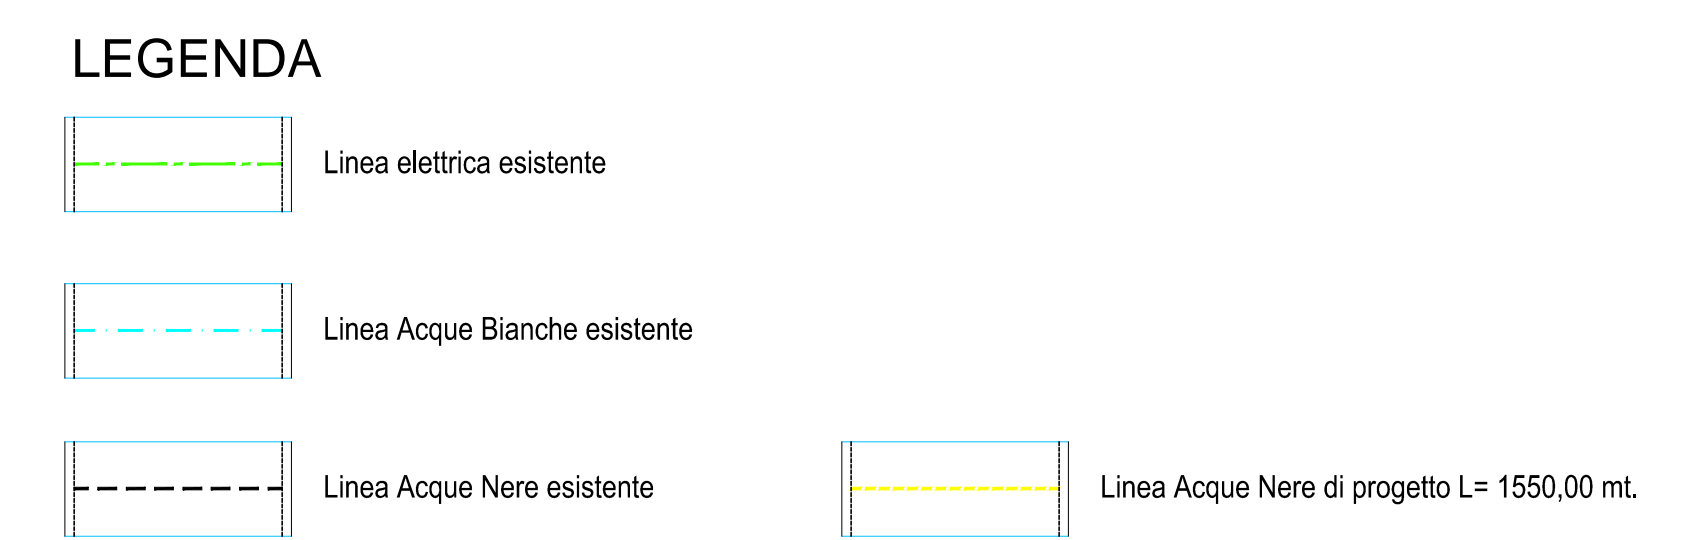 LEGENDA
Linea elettrica esistente
Linea Acque Bianche esistente
Linea Acque Nere esistente
Linea Acque Nere di progetto L= 1550,00 mt.